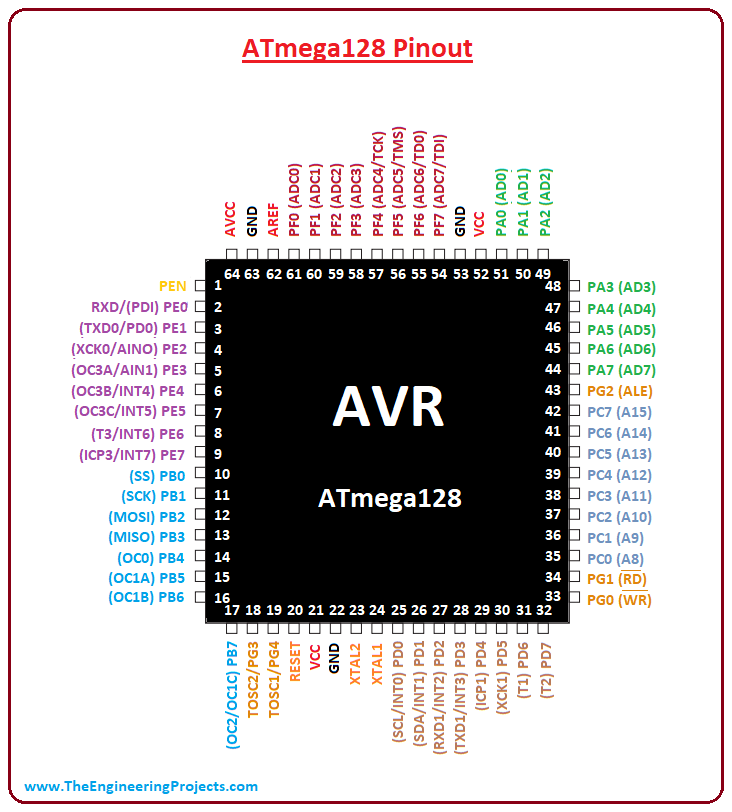 ATmega128 Pinout
AVCC
GND
AREF
PF0 (ADC0)
PF1 (ADC1)
PF2 (ADC2)
PF3 (ADC3)
PF4 (ADC4/TCK)
PF5 (ADC5/TMS)
PF6 (ADC6/TD0)
PF7 (ADC7/TDI)
GND
VCC
PA0 (AD0)
PA1 (AD1)
PA2 (AD2)
64 63 62 61 60 59 58 57 56 55 54 53 52 51 50 49
PEN 1
RXD/(PDI) PE0 2
(TXD0/PD0) PE1 3
(XCK0/AINO) PE2 4
(OC3A/AIN1) PE3 5
(OC3B/INT4) PE4 6
(OC3C/INT5) PE5 7
(T3/INT6) PE6 8
(ICP3/INT7) PE7 9
(SS) PB0 10
(SCK) PB1 11
(MOSI) PB2 12
(MISO) PB3 13
(OC0) PB4 14
(OC1A) PB5 15
(OC1B) PB6 16
AVR
ATmega128
48 PA3 (AD3)
47 PA4 (AD4)
46 PA5 (AD5)
45 PA6 (AD6)
44 PA7 (AD7)
43 PG2 (ALE)
42 PC7 (A15)
41 PC6 (A14)
40 PC5 (A13)
39 PC4 (A12)
38 PC3 (A11)
37 PC2 (A10)
36 PC1 (A9)
35 PC0 (A8)
34 PG1 (RD)
33 PG0 (WR)
17 18 19 20 21 22 23 24 25 26 27 28 29 30 31 32
(OC2/OC1C) PB7
TOSC2/PG3
TOSC1/PG4
RESET
VCC
GND
XTAL2
XTAL1
(SCL/INT0) PD0
(SDA/INT1) PD1
(RXD1/INT2) PD2
(TXD1/INT3) PD3
(ICP1) PD4
(XCK1) PD5
(T1) PD6
(T2) PD7
www.TheEngineeringProjects.com